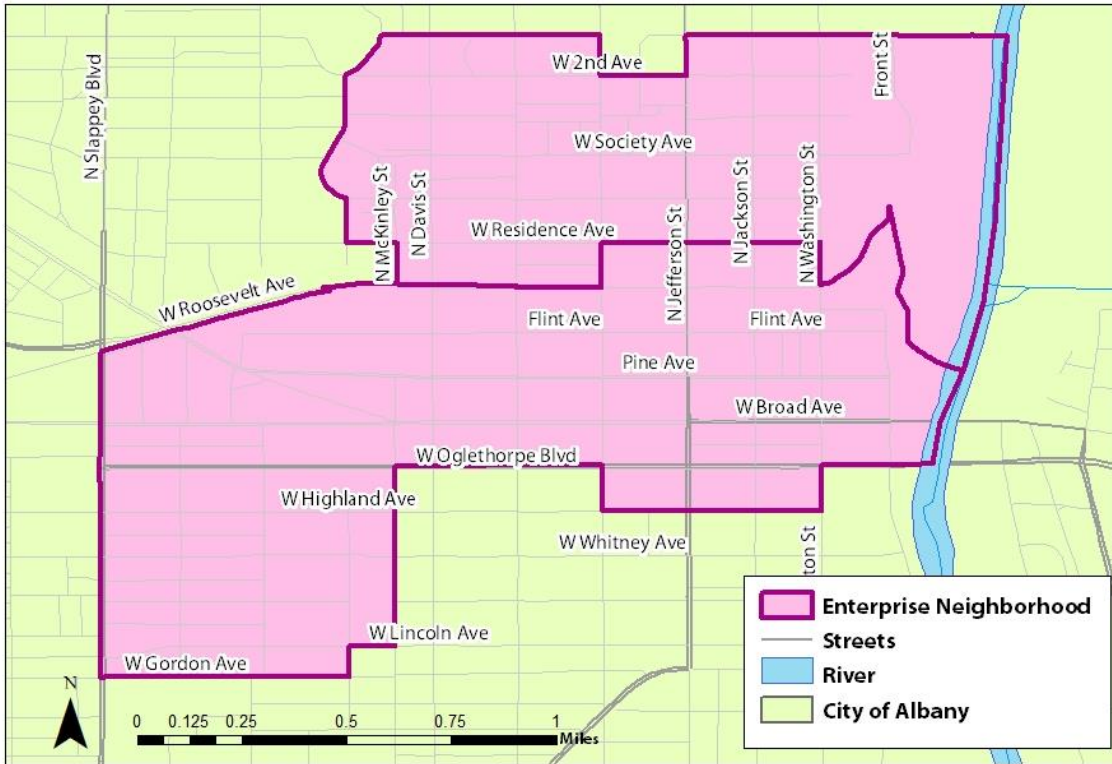 N Slappey Blvd
Front St
W 2nd Ave
W Society Ave
N Washington St
N McKinley St
N Davis St
W Residence Ave
N Jefferson St
N Jackson St
W Roosevelt Ave
Flint Ave
Flint Ave
Pine Ave
W Broad Ave
W Oglethorpe Blvd
W Highland Ave
W Whitney Ave
ton St
W Lincoln Ave
W Gordon Ave
N
0 0.125 0.25 0.5 0.75 1
Miles
Enterprise Neighborhood
Streets
River
City of Albany